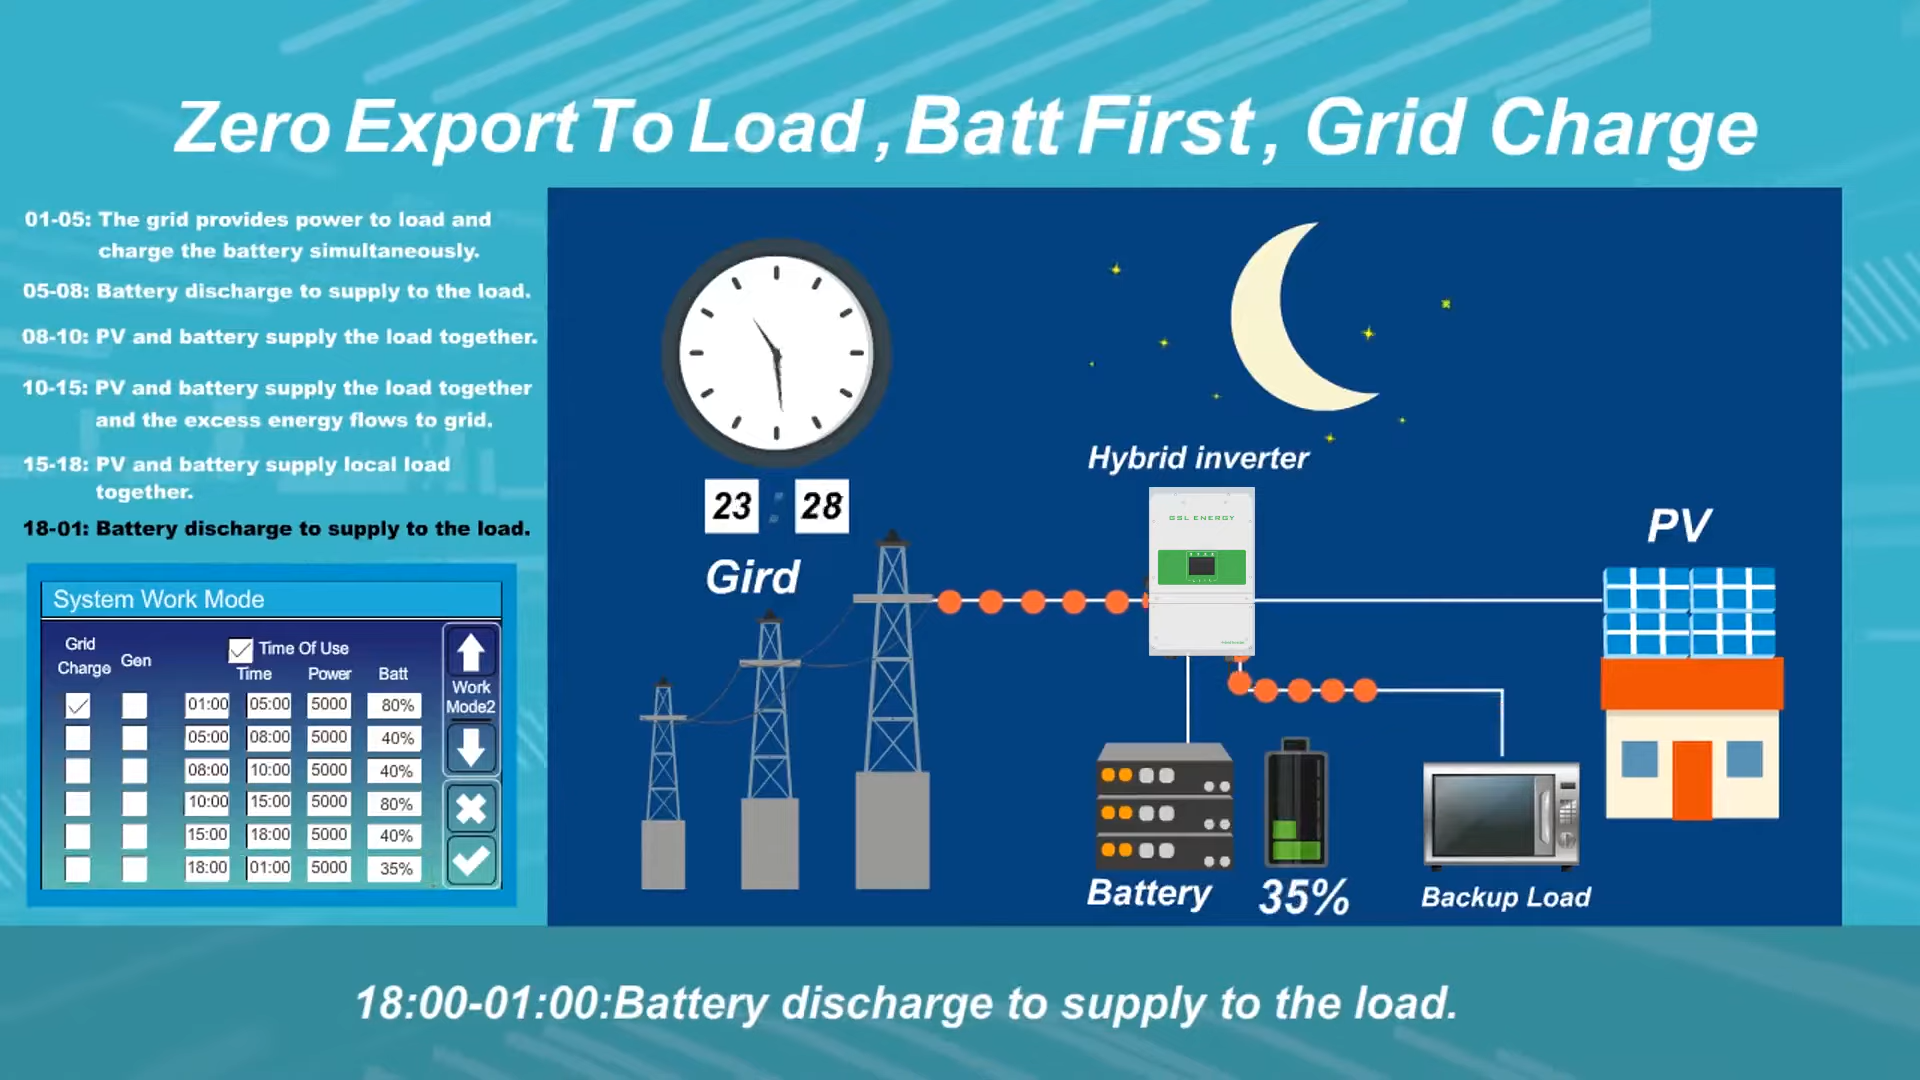 Zero Export To Load , Batt First, Grid Charge
01-05: The grid provides power to load and
charge the battery simultaneously.
05-08: Battery discharge to supply to the load.
08-10: PV and battery supply the load together.
10-15: PV and battery supply the load together
and the excess energy flows to grid.
15-18: PV and battery supply local load
together.
18-01: Battery discharge to supply to the load.
System Work Mode
Grid
Charge
Gen
Time Of Use
Time Power Batt
01:00 05:00 5000 80%
05:00 08:00 5000 40%
08:00 10:00 5000 40%
10:00 15:00 5000 80%
15:00 18:00 5000 40%
18:00 01:00 5000 35%
Work
Mode2
23 : 28
Gird
Hybrid inverter
GSL ENERGY
PV
Battery
35%
Backup Load
18:00-01:00:Battery discharge to supply to the load.